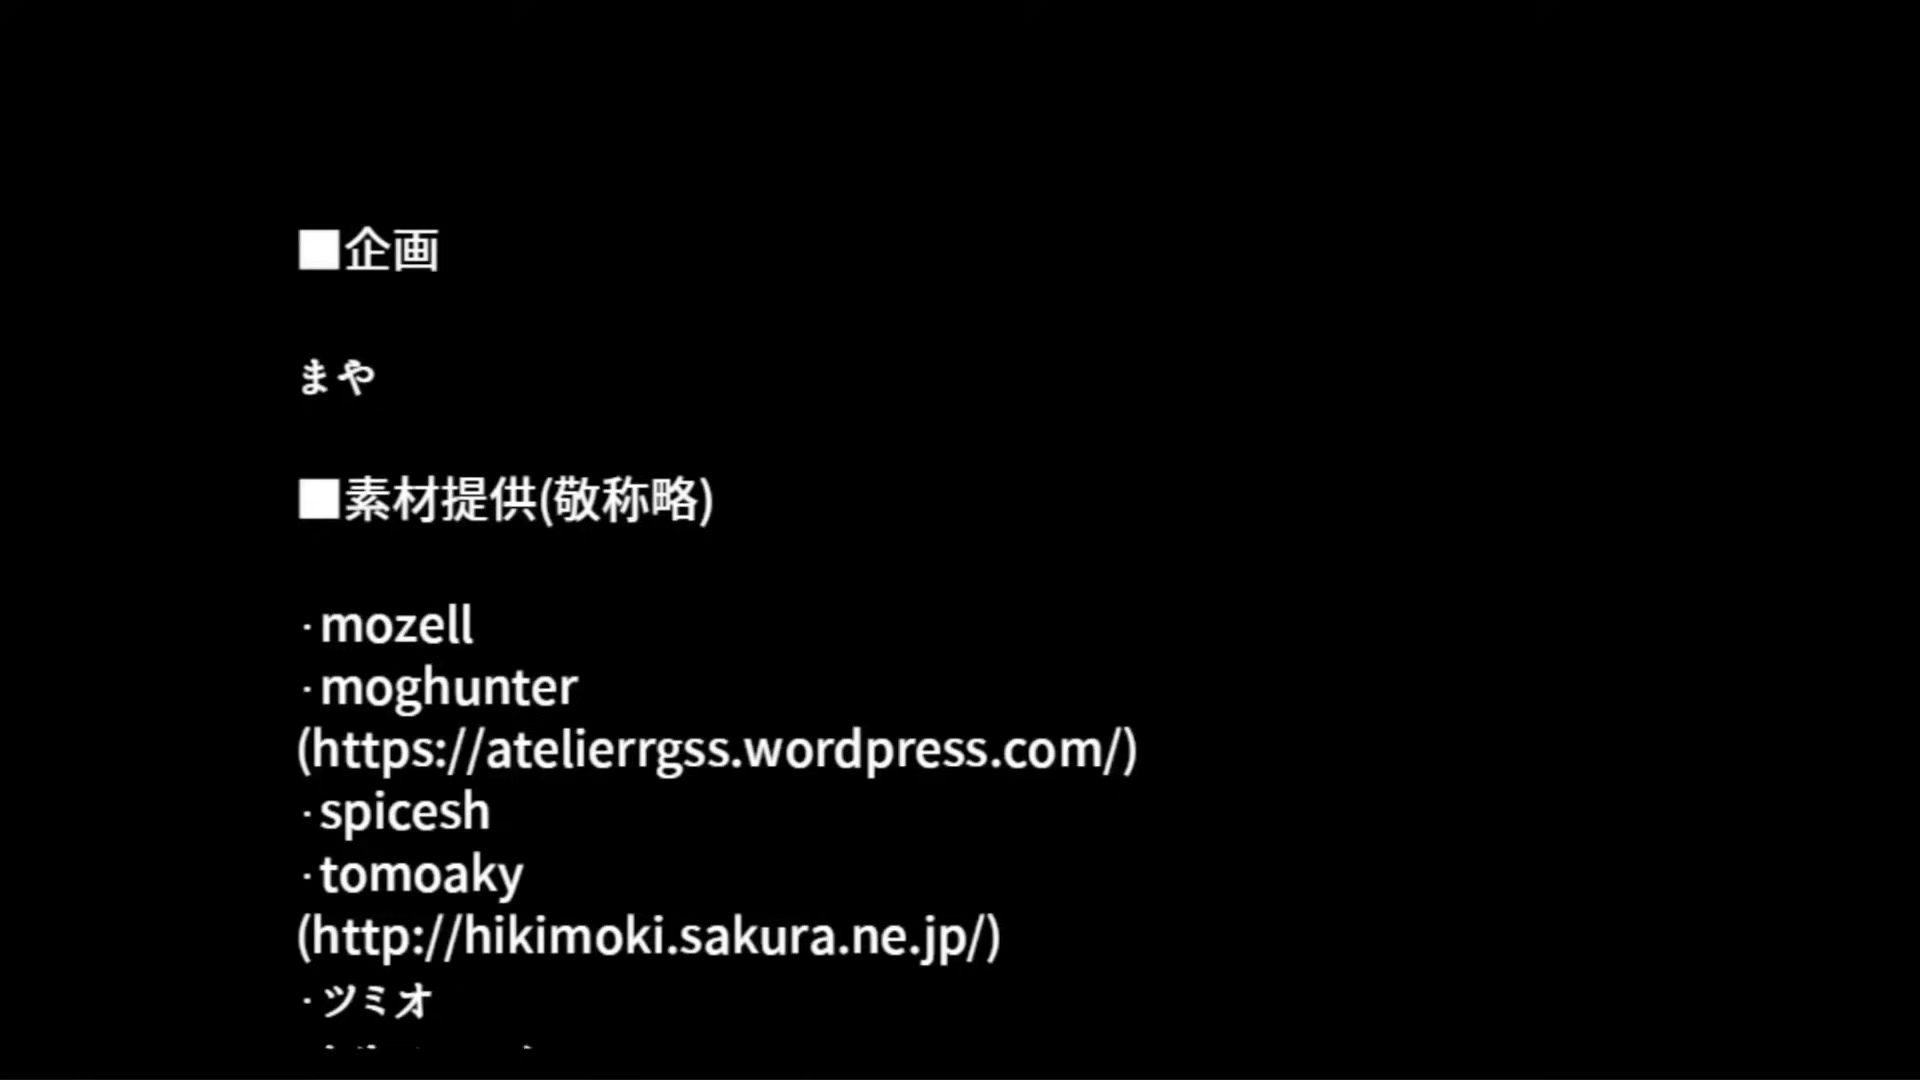 ■企画
まや
■素材提供(敬称略)
·mozell
·moghunter
(https://atelierrgss.wordpress.com/)
·spicesh
·tomoaky
(http://hikimoki.sakura.ne.jp/)
·ツミオ